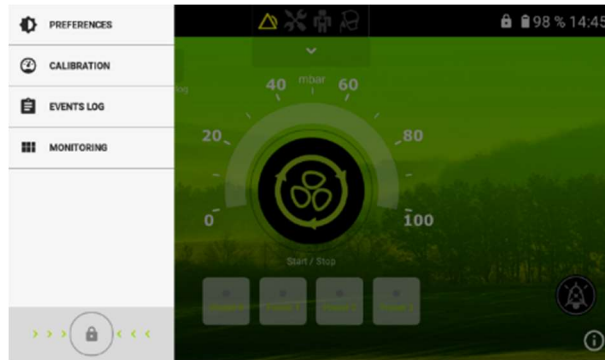 PREFERENCES
CALIBRATION
EVENTS LOG
MONITORING
98 % 14:45
mbar
0
20
40
60
80
100
Start / Stop